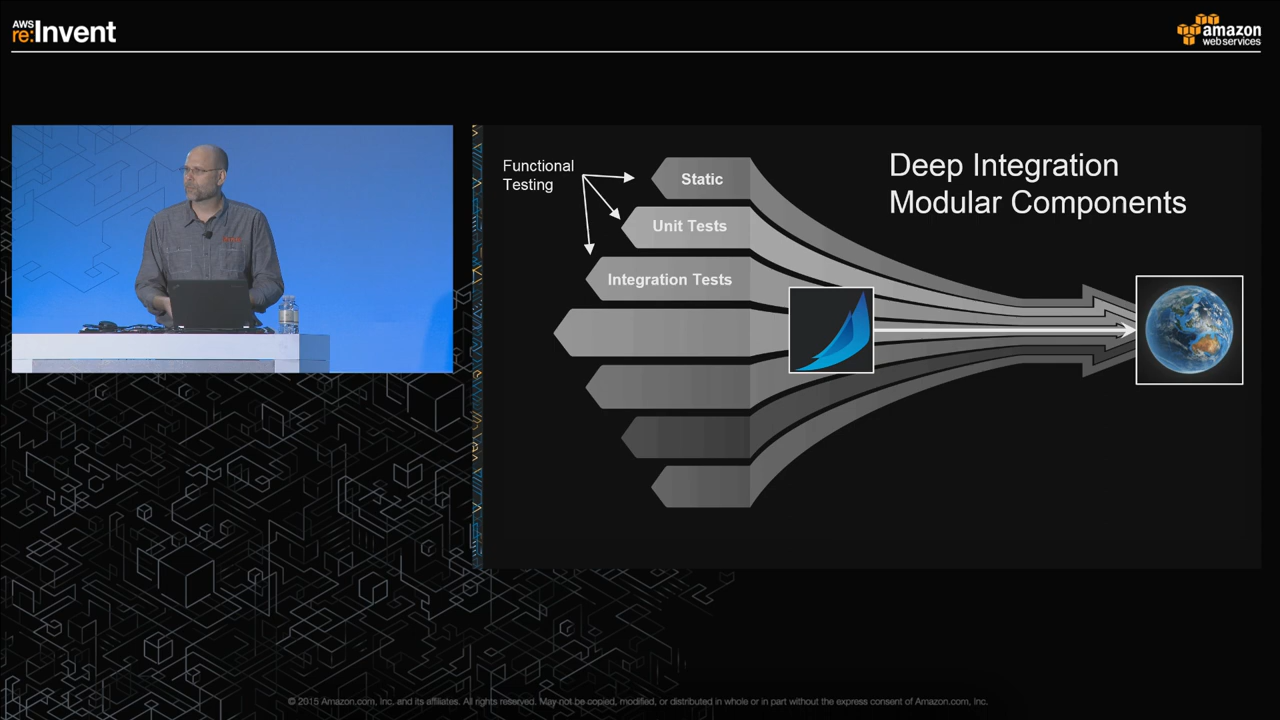 AWS
re:Invent
amazon
webservices
Functional
Testing
Static
Unit Tests
Integration Tests
Deep Integration
Modular Components
© 2015 Amazon.com, Inc. and its affiliates. All rights reserved. May not be copied, modified, or distributed in whole or in part without the express consent of Amazon.com, Inc.